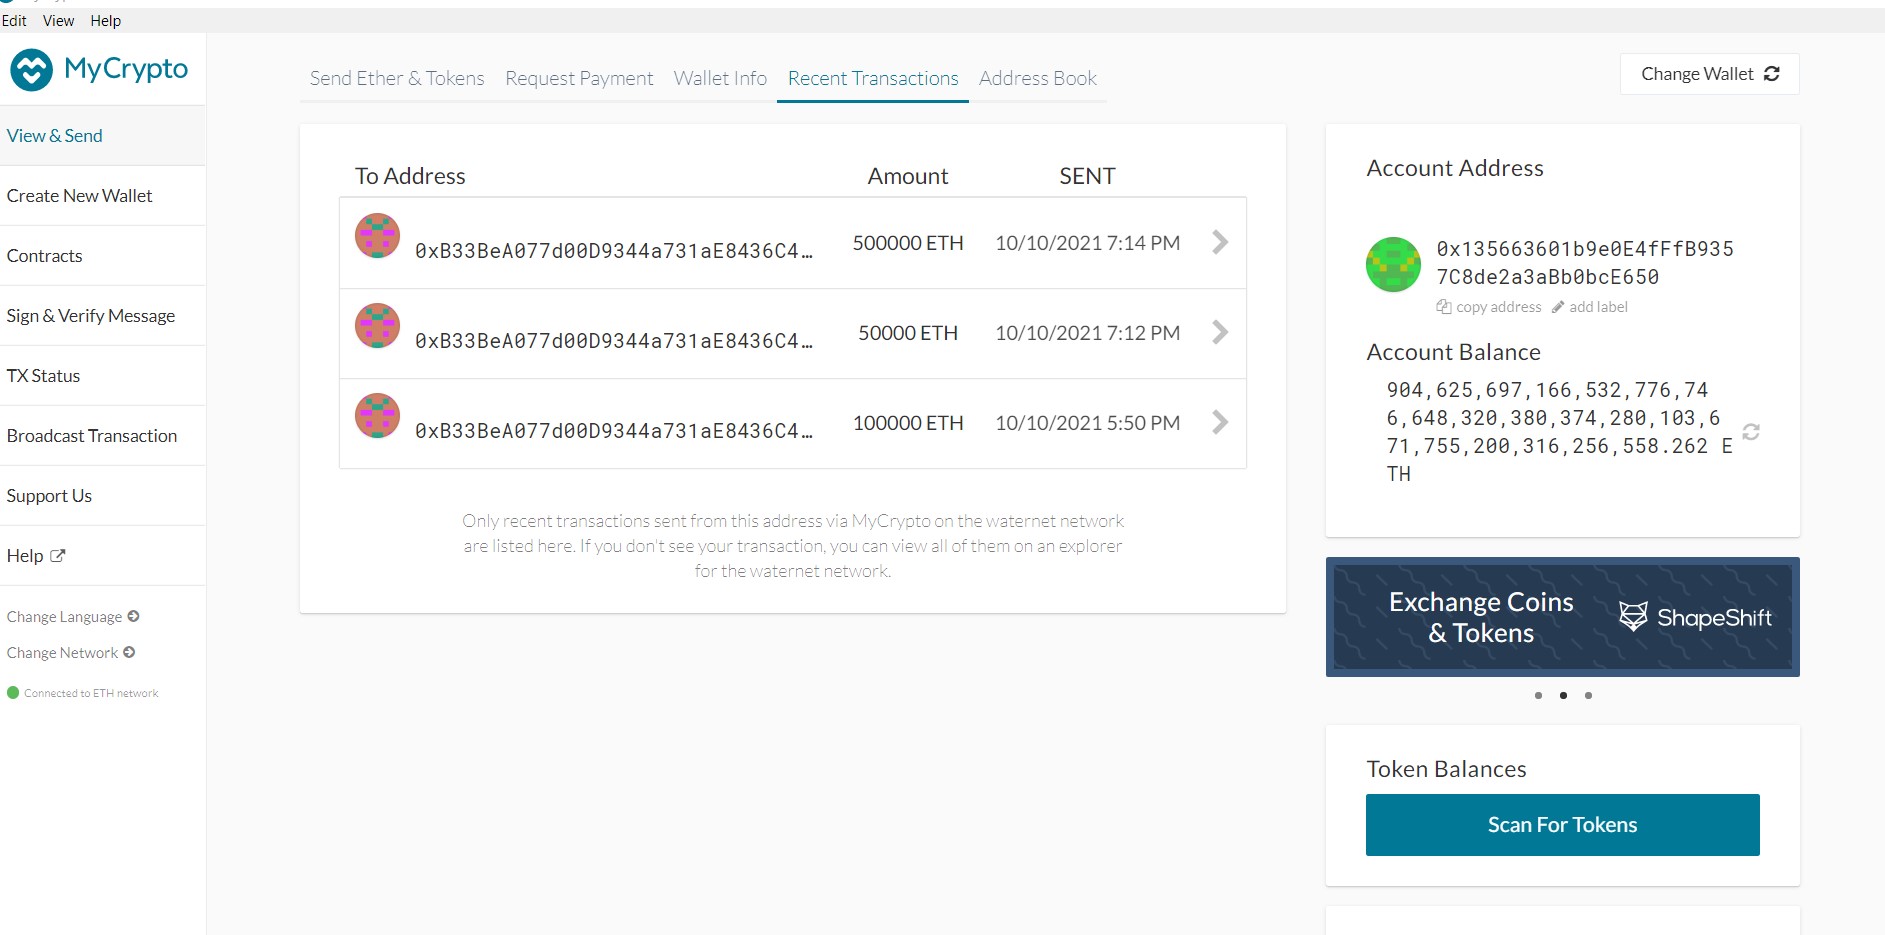 Edit View Help
MyCrypto
View & Send
Create New Wallet
Contracts
Sign & Verify Message
TX Status
Broadcast Transaction
Support Us
Help
Change Language
Change Network
Connected to ETH network
Send Ether & Tokens Request Payment Wallet Info Recent Transactions Address Book
Change Wallet
To Address Amount SENT
0xB33BeA077d00D9344a731aE8436C4… 500000 ETH 10/10/2021 7:14 PM
0xB33BeA077d00D9344a731aE8436C4… 50000 ETH 10/10/2021 7:12 PM
0xB33BeA077d00D9344a731aE8436C4… 100000 ETH 10/10/2021 5:50 PM
Only recent transactions sent from this address via MyCrypto on the waternet network
are listed here. If you don't see your transaction, you can view all of them on an explorer
for the waternet network.
Account Address
0x135663601b9e0E4fFfB935
7C8de2a3aBb0bcE650
copy address add label
Account Balance
904,625,697,166,532,776,74
6,648,320,380,374,280,103,6
71,755,200,316,256,558.262 E
TH
Exchange Coins
& Tokens
ShapeShift
Token Balances
Scan For Tokens